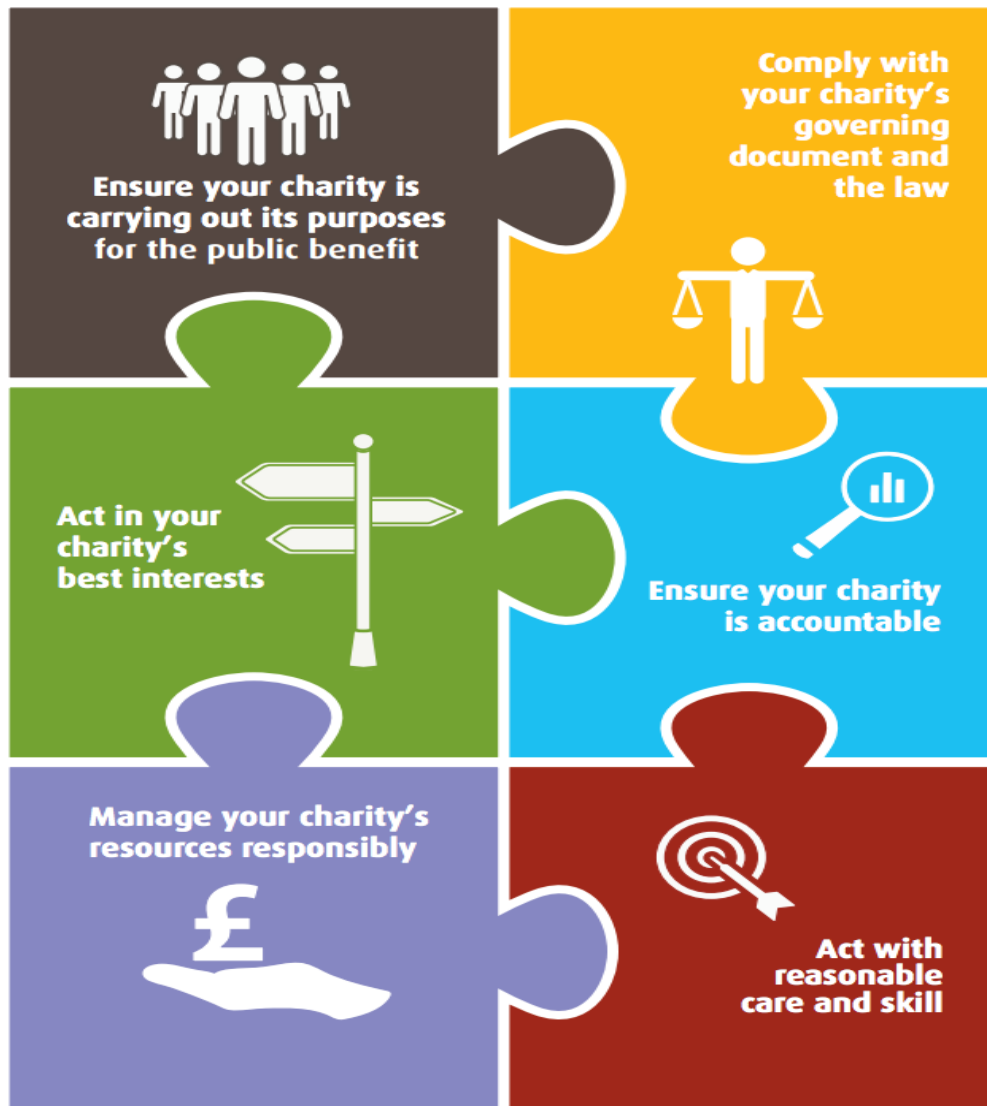 Ensure your charity is
carrying out its purposes
for the public benefit
Comply with
your charity’s
governing
document and
the law
Act in your
charity’s
best interests
Ensure your charity
is accountable
Manage your charity’s
resources responsibly
£
Act with
reasonable
care and skill